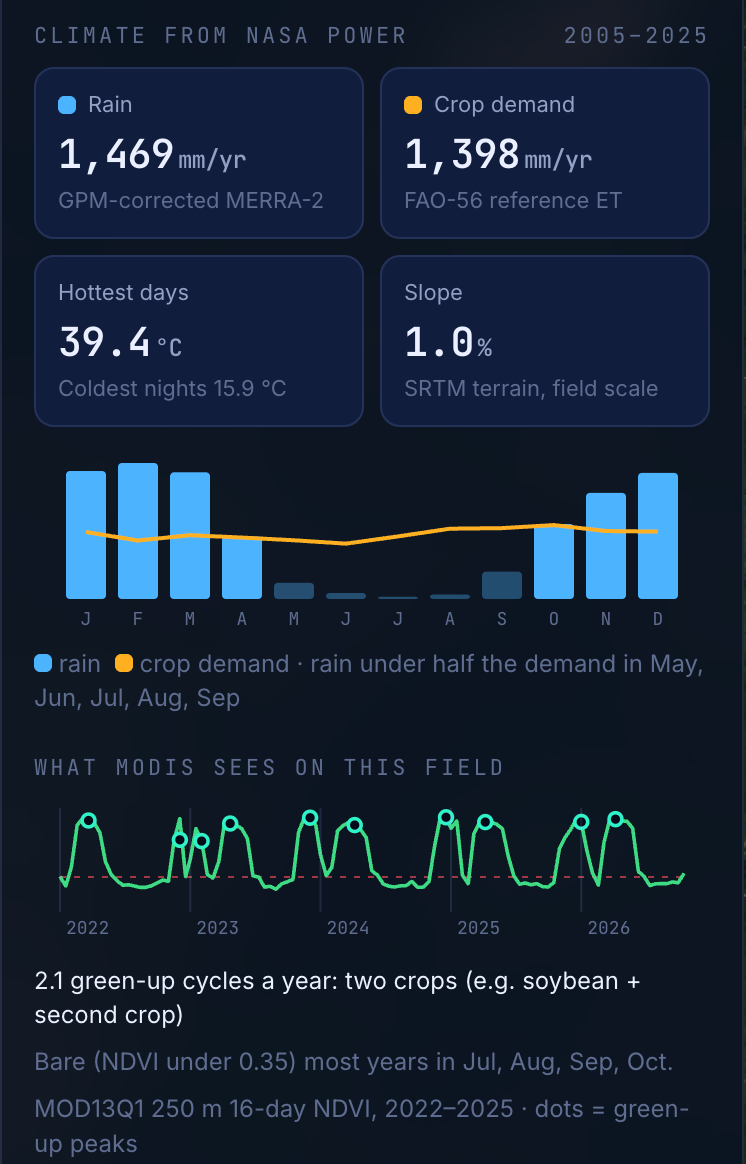 CLIMATE FROM NASA POWER
2005–2025
Rain
1,469 mm/yr
GPM-corrected MERRA-2
Crop demand
1,398 mm/yr
FAO-56 reference ET
Hottest days
39.4 °C
Coldest nights 15.9 °C
Slope
1.0%
SRTM terrain, field scale
J F M A M J J A S O N D
rain crop demand · rain under half the demand in May,
Jun, Jul, Aug, Sep
WHAT MODIS SEES ON THIS FIELD
2022 2023 2024 2025 2026
2.1 green-up cycles a year: two crops (e.g. soybean +
second crop)
Bare (NDVI under 0.35) most years in Jul, Aug, Sep, Oct.
MOD13Q1 250 m 16-day NDVI, 2022–2025 · dots = green-
up peaks